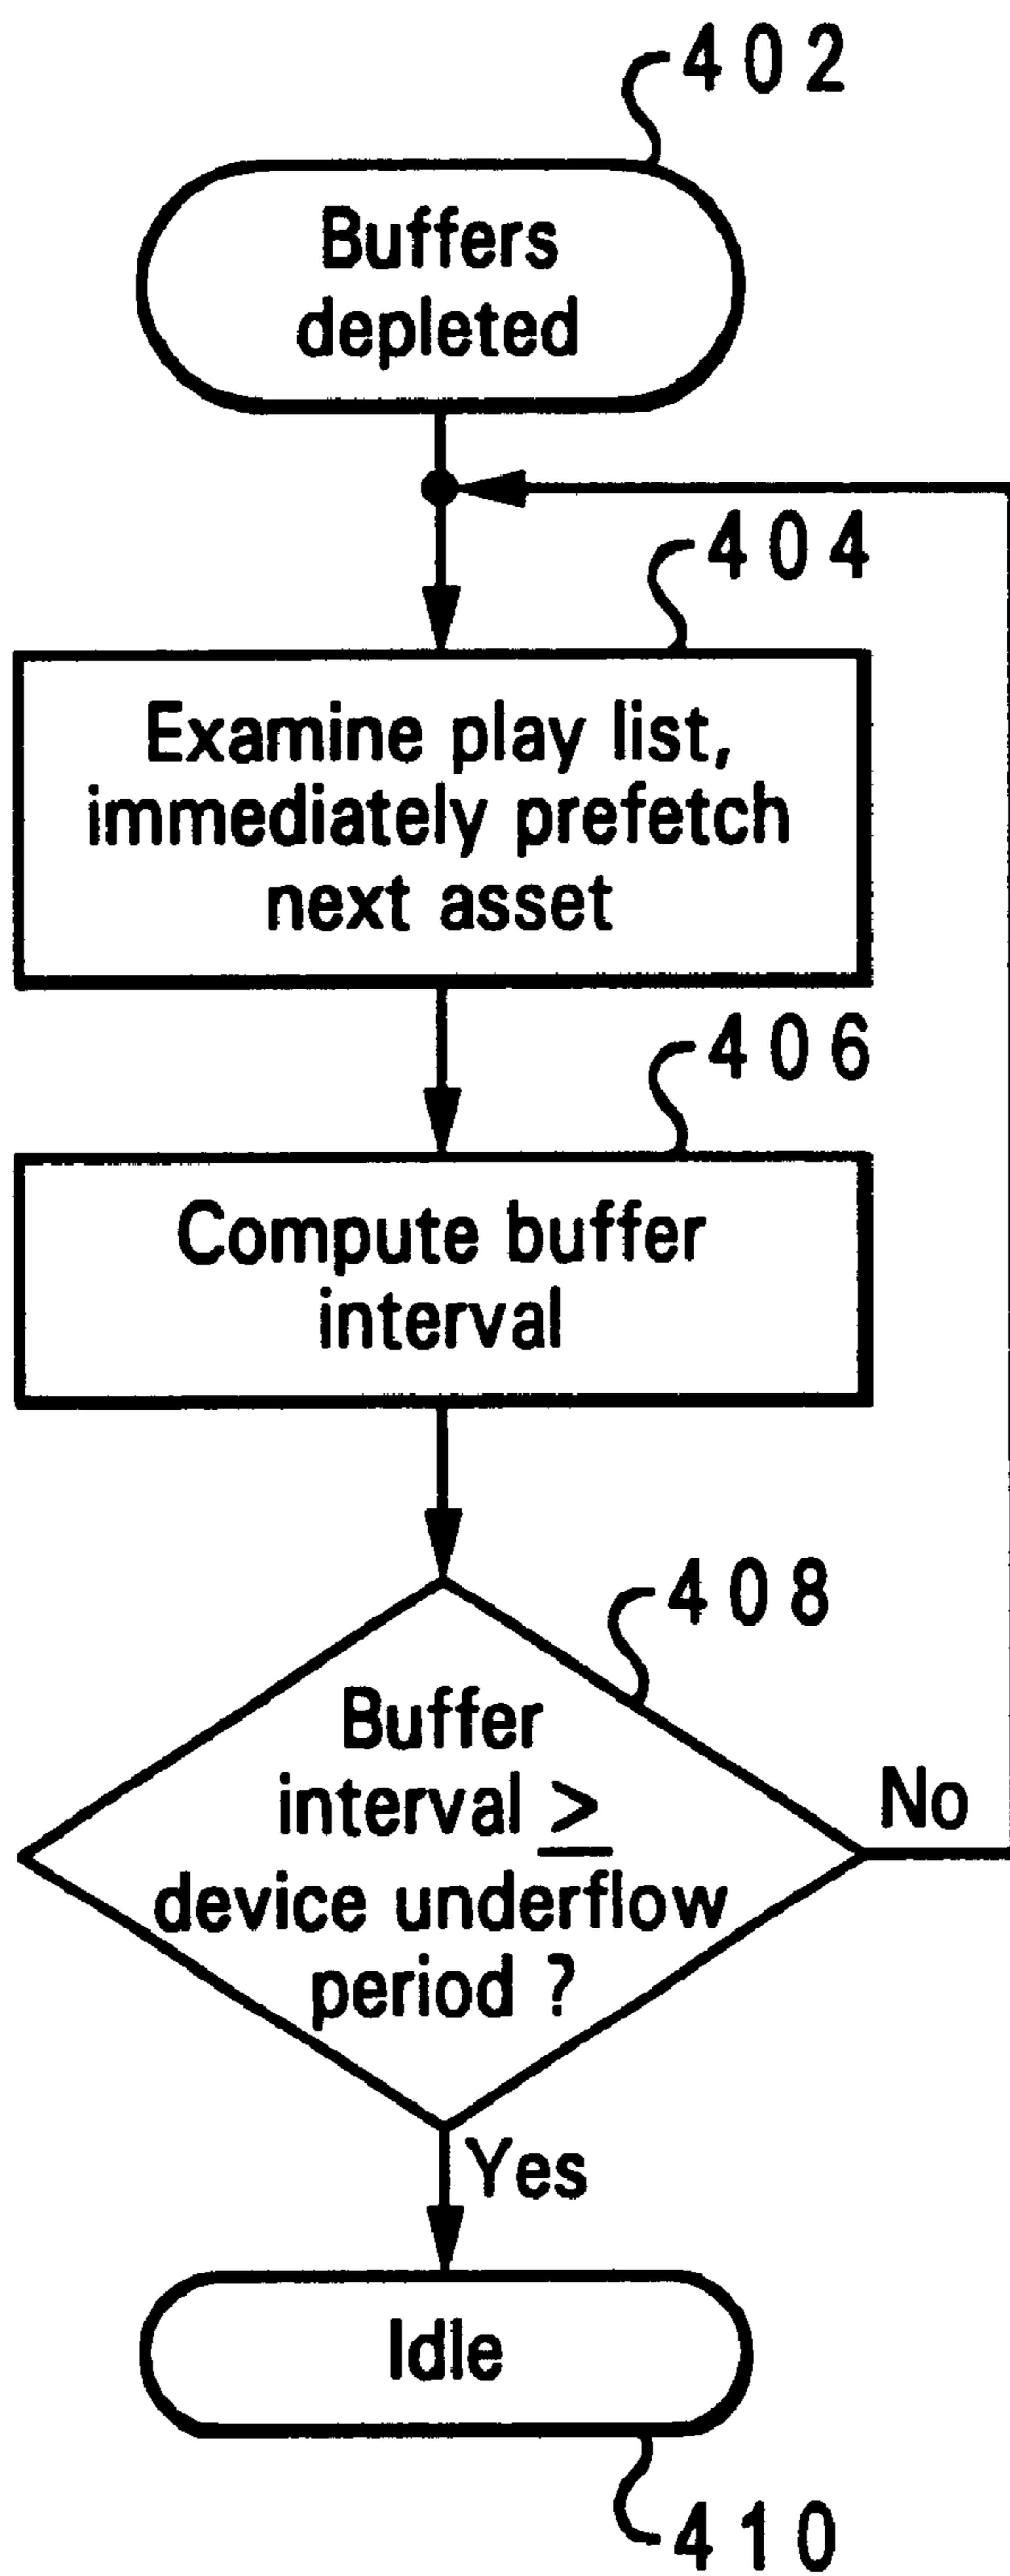 402
Buffers
depleted
404
Examine play list,
immediately prefetch
next asset
406
Compute buffer
interval
408
Buffer
interval ≥
device underflow
period ?
No
Yes
Idle
410